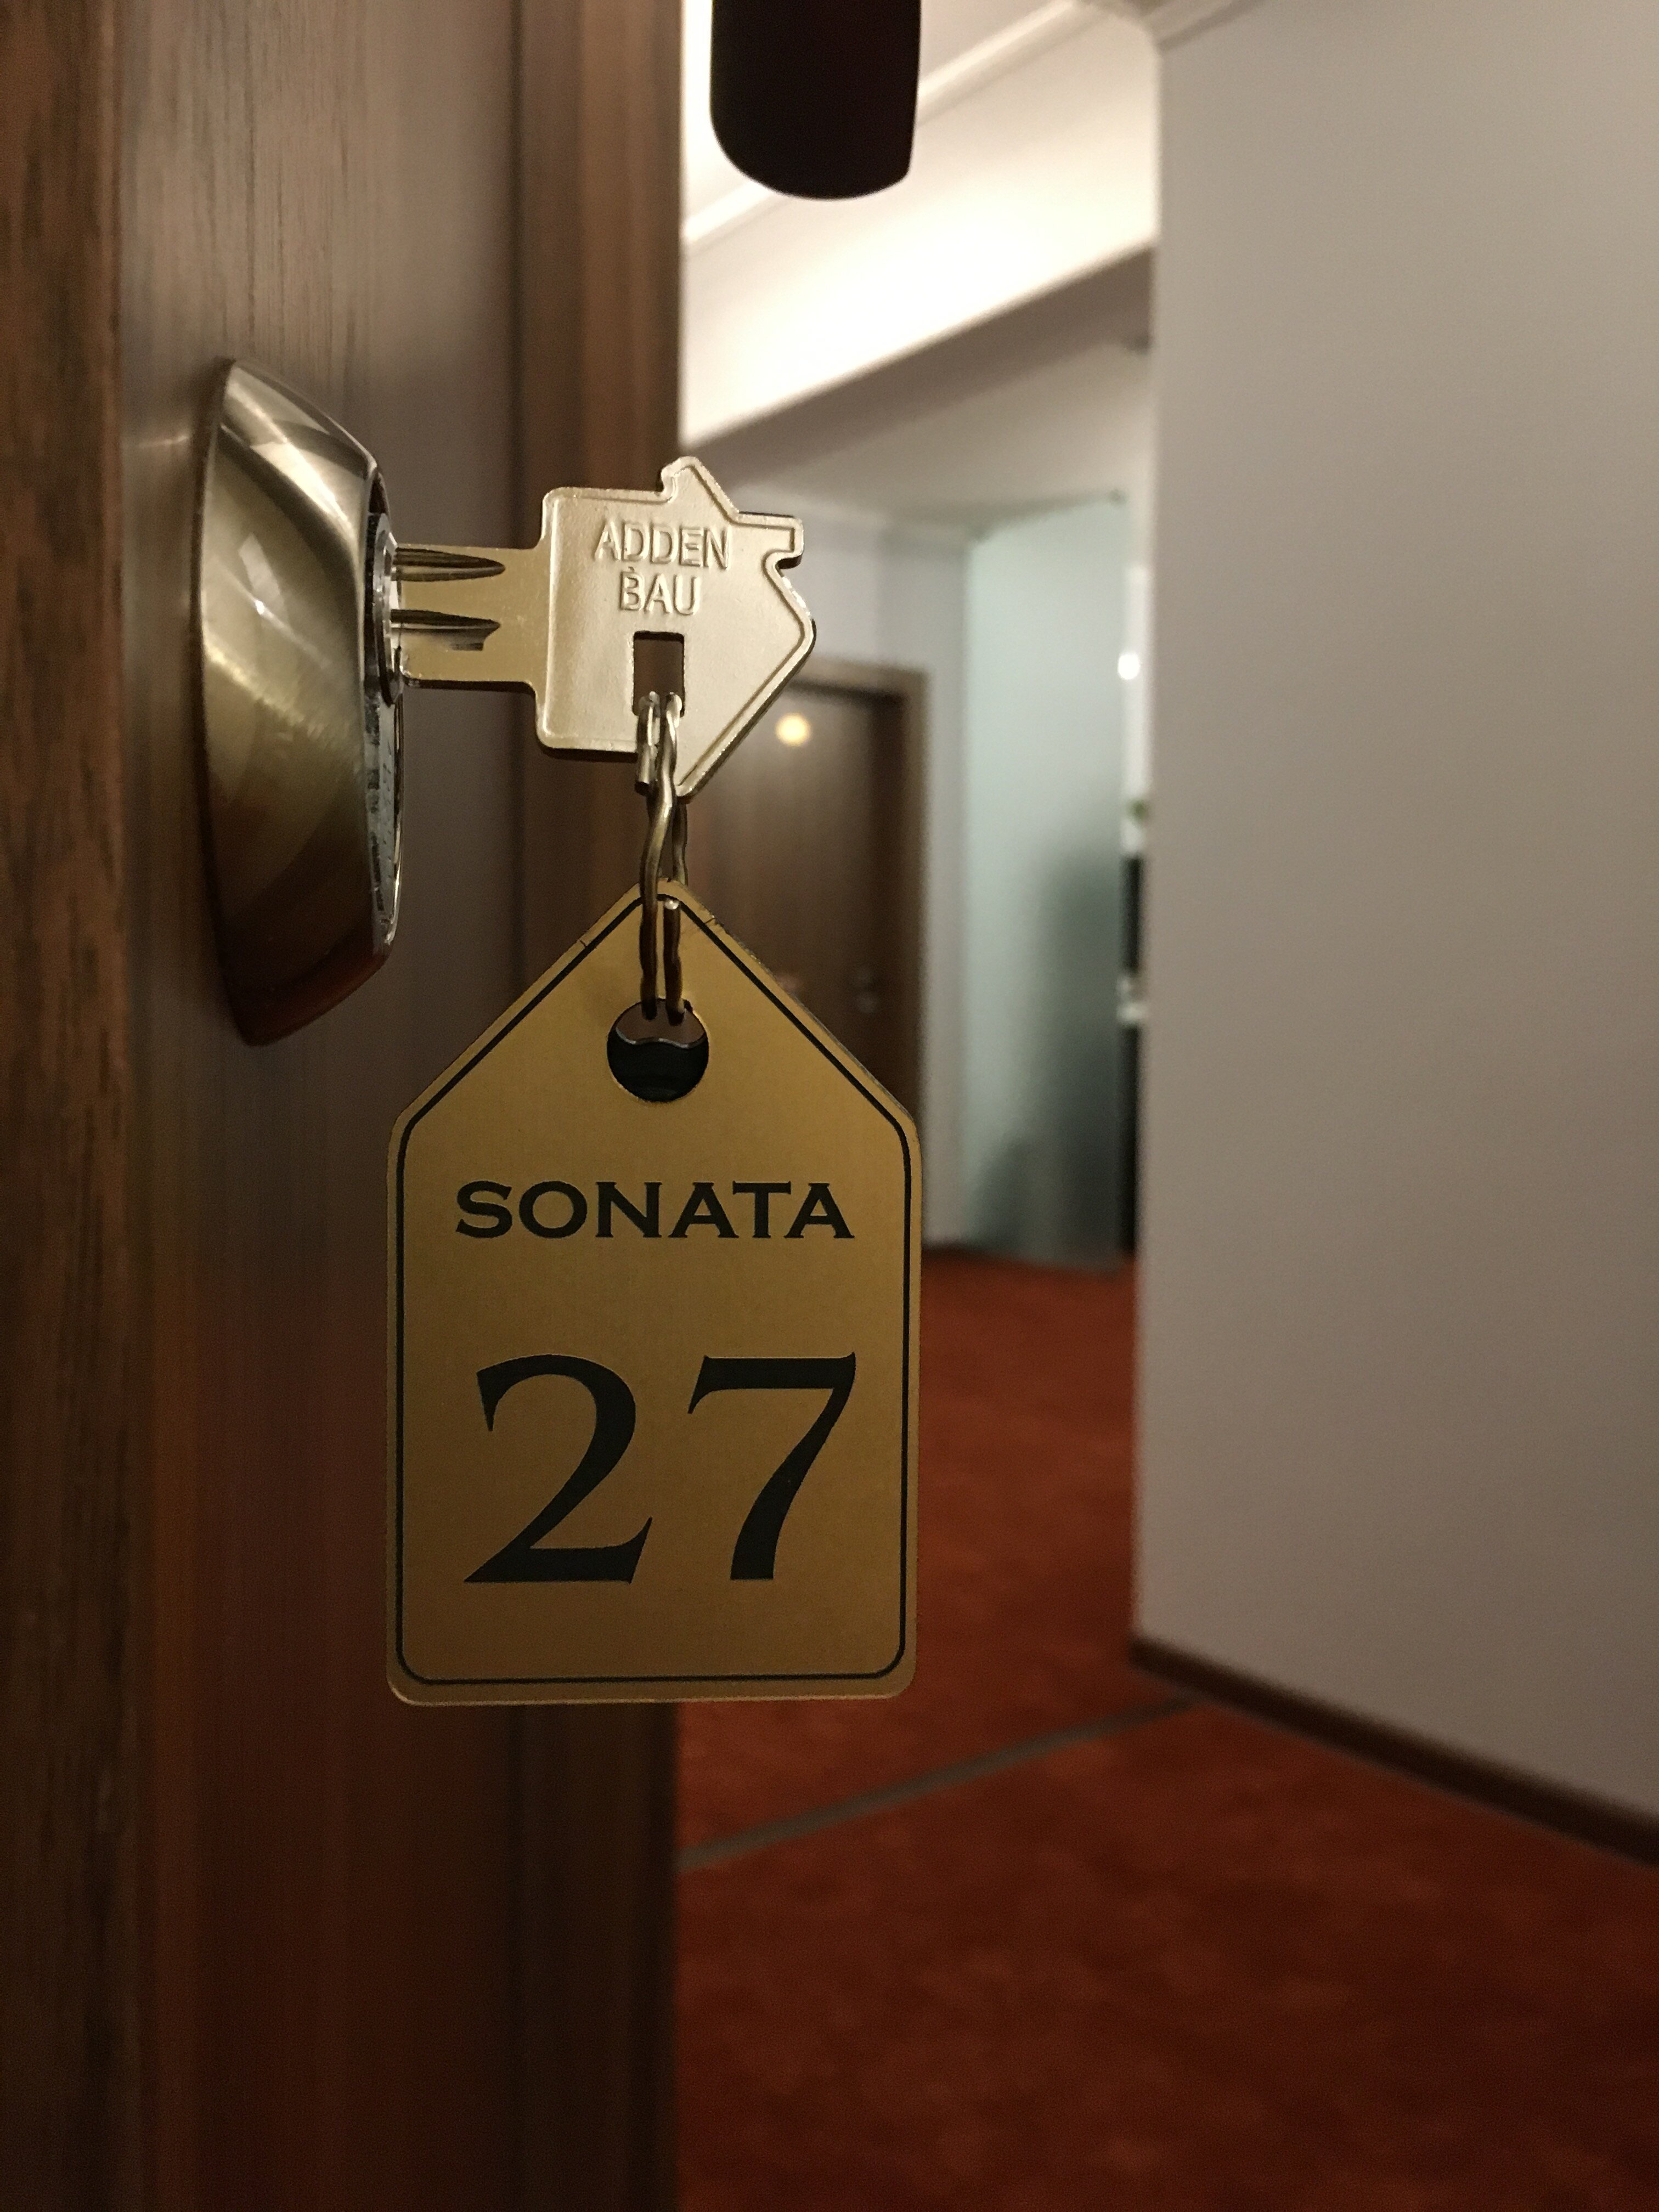 ADDEN
BAU
SONATA
27